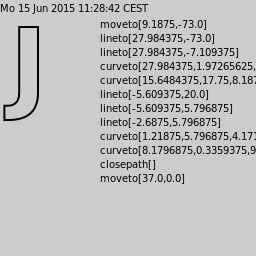 Mo 15 Jun 2015 11:28:42 CEST
moveto[9.1875,-73.0]
lineto[27.984375,-73.0]
lineto[27.984375,-7.109375]
curveto[27.984375,1.97265625,
curveto[15.6484375,17.75,8.187
lineto[-5.609375,20.0]
lineto[-5.609375,5.796875]
lineto[-2.6875,5.796875]
curveto[1.21875,5.796875,4.171
curveto[8.1796875,0.3359375,9
closepath[]
moveto[37.0,0.0]
J